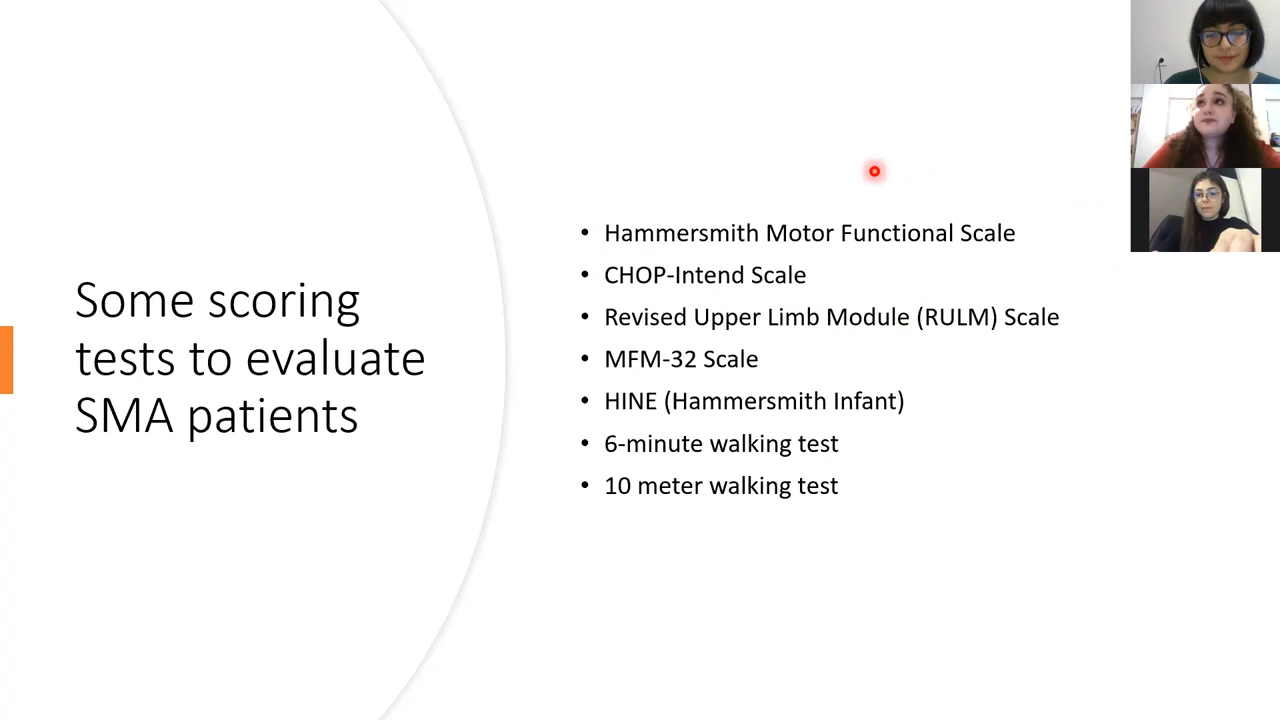 Some scoring
tests to evaluate
SMA patients
• Hammersmith Motor Functional Scale
• CHOP-Intend Scale
• Revised Upper Limb Module (RULM) Scale
• MFM-32 Scale
• HINE (Hammersmith Infant)
• 6-minute walking test
• 10 meter walking test